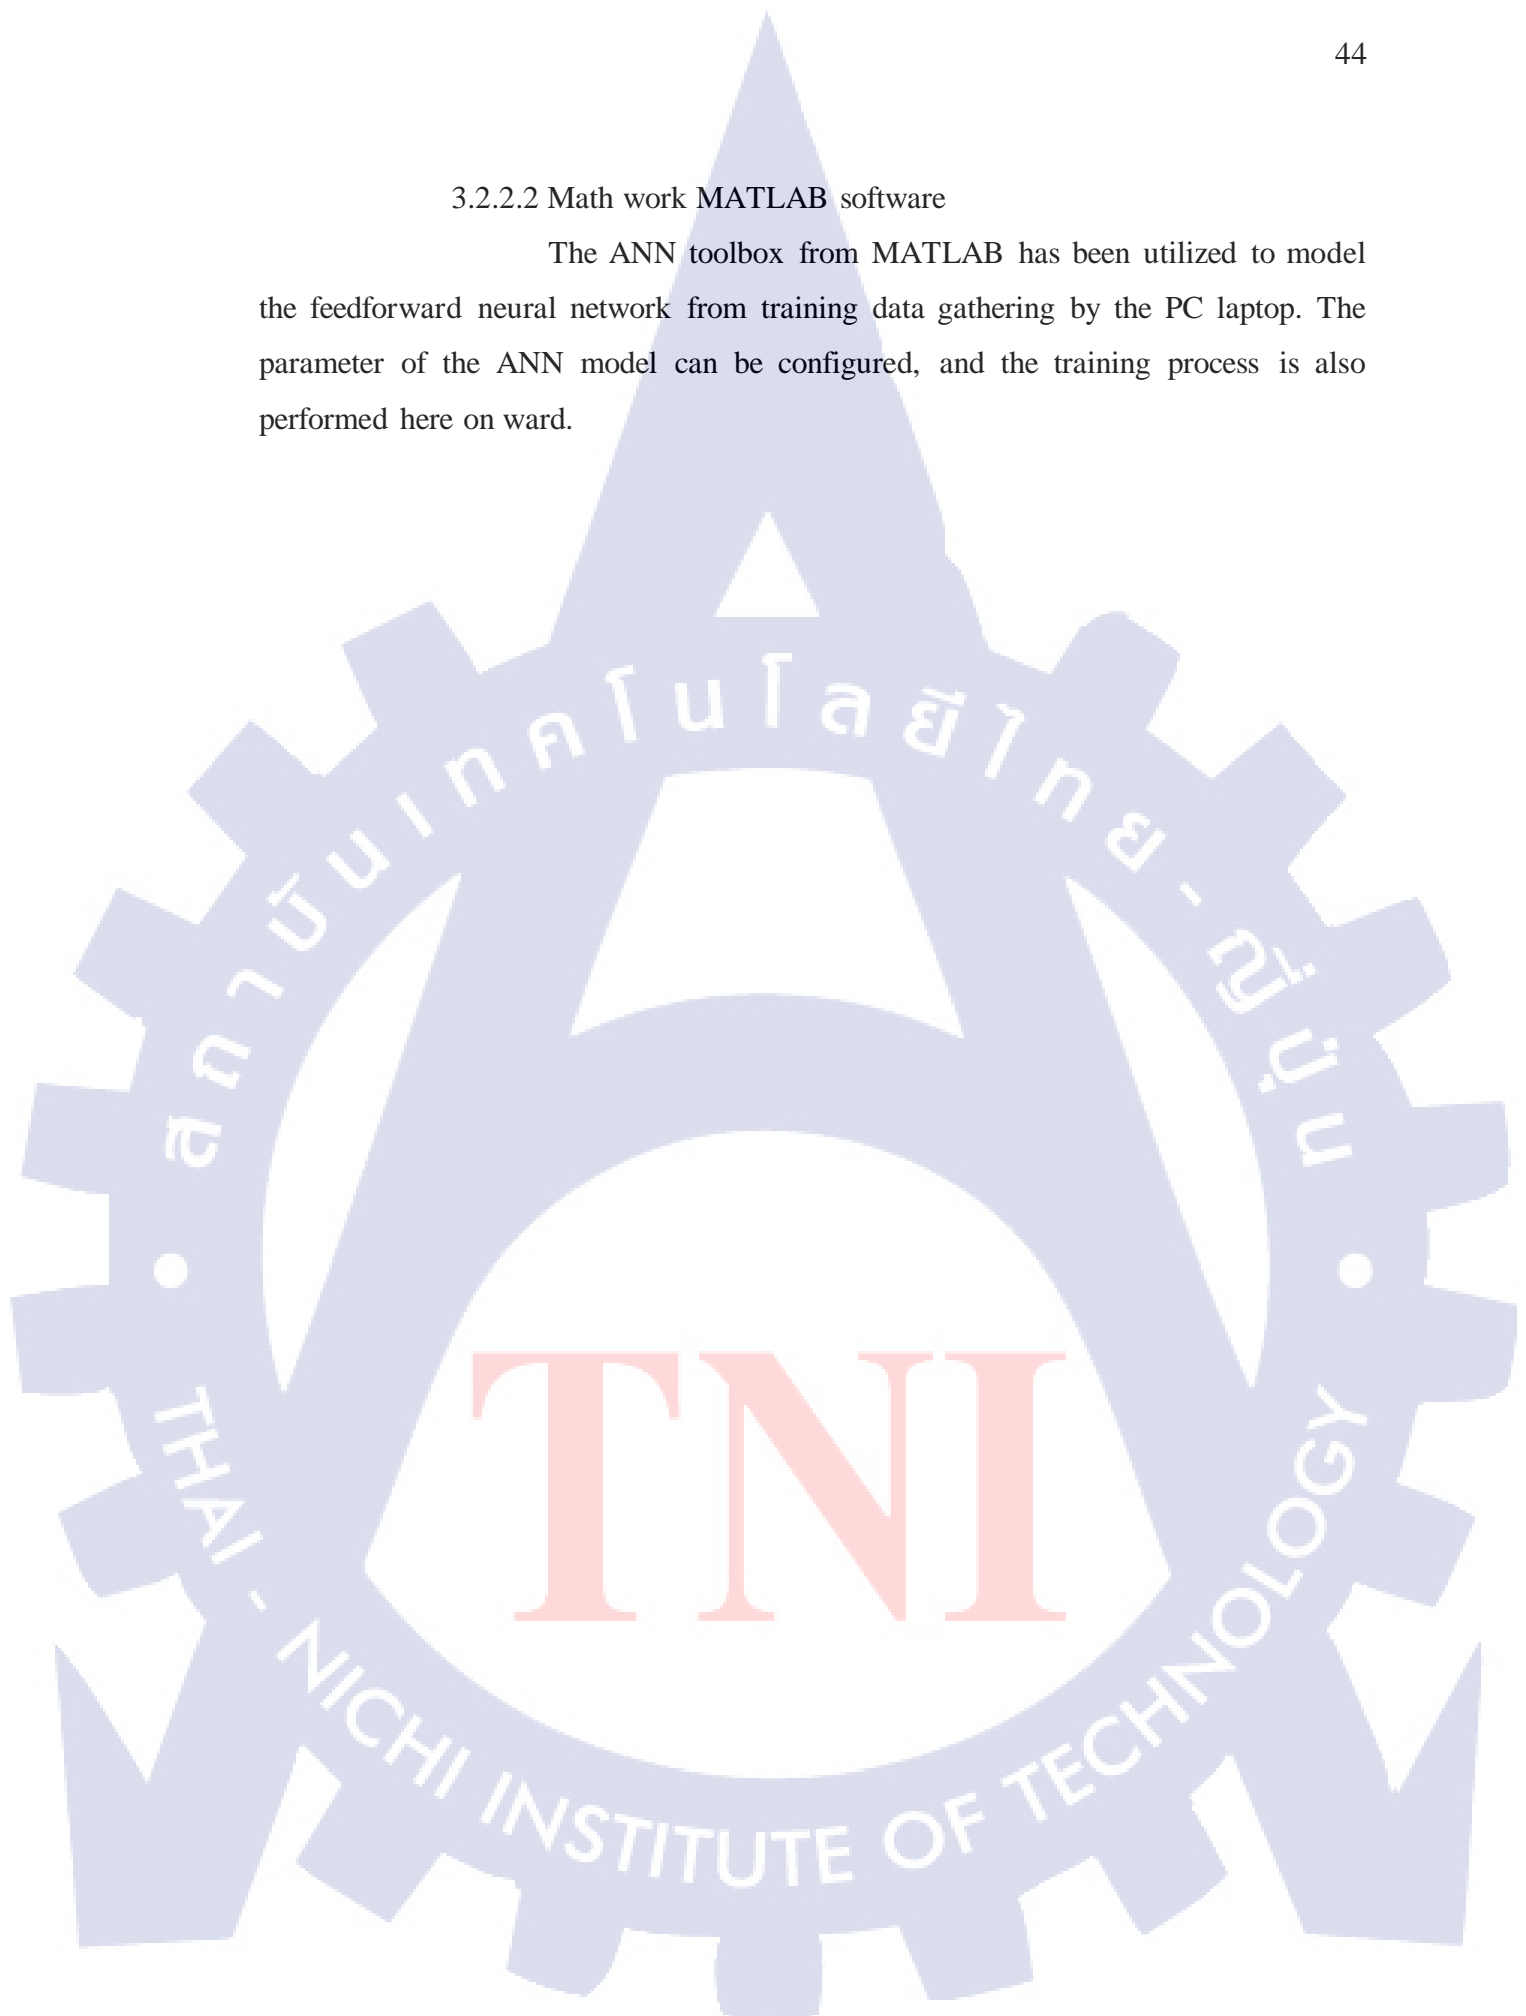 44
3.2.2.2 Math work MATLAB software
The ANN toolbox from MATLAB has been utilized to model
the feedforward neural network from training data gathering by the PC laptop. The
parameter of the ANN model can be configured, and the training process is also
performed here on ward.
สถาบันเทคโนโลยีไทย-ญี่ปุ่น
TNI
THAI - NICHI INSTITUTE OF TECHNOLOGY